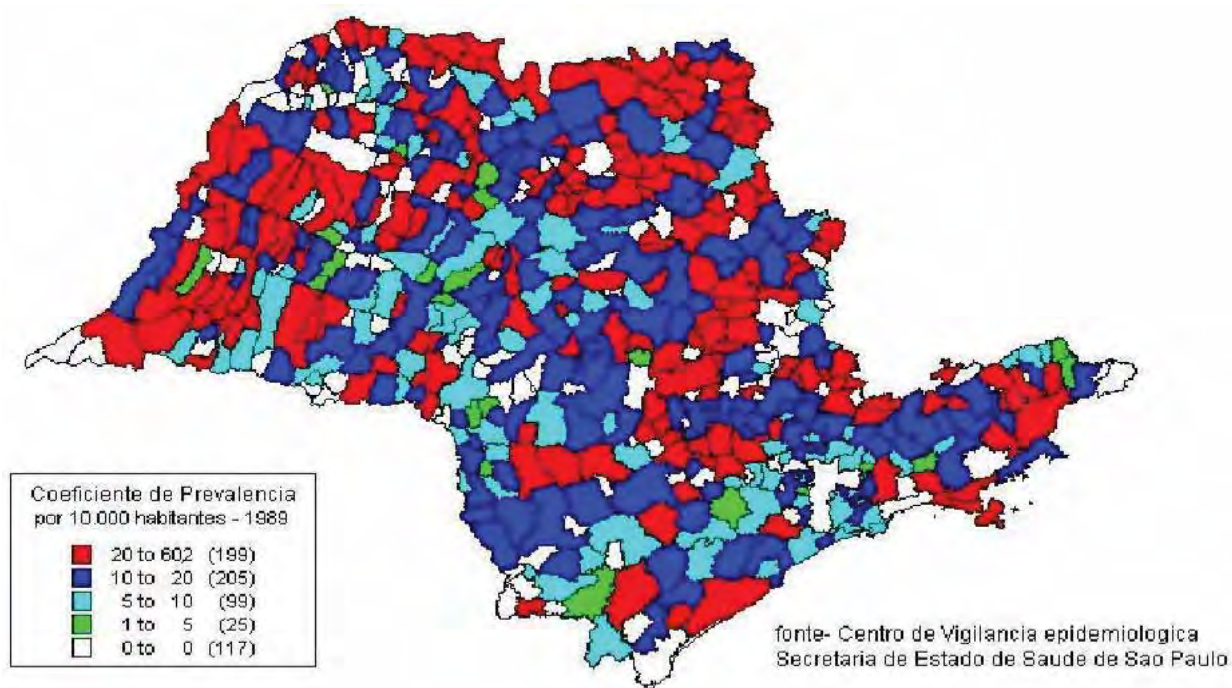 Coeficiente de Prevalencia
por 10.000 habitantes - 1989
20 to 60,2 (199)
10 to 20 (205)
5 to 10 (99)
1 to 5 (25)
0 to 0 (117)
fonte- Centro de Vigilancia epidemiologica
Secretaria de Estado de Saude de Sao Paulo